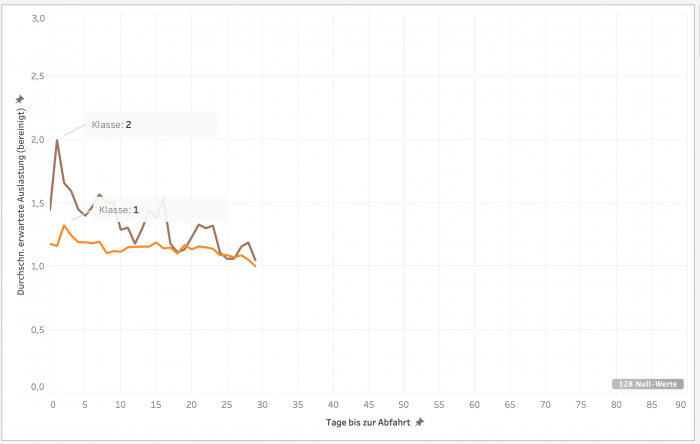 3,0
2,5
2,0
1,5
1,0
0,5
0,0
Durchschn. erwartete Auslastung (bereinigt)
Klasse: 2
Klasse: 1
128 Null-Werte
0 5 10 15 20 25 30 35 40 45 50 55 60 65 70 75 80 85 90
Tage bis zur Abfahrt